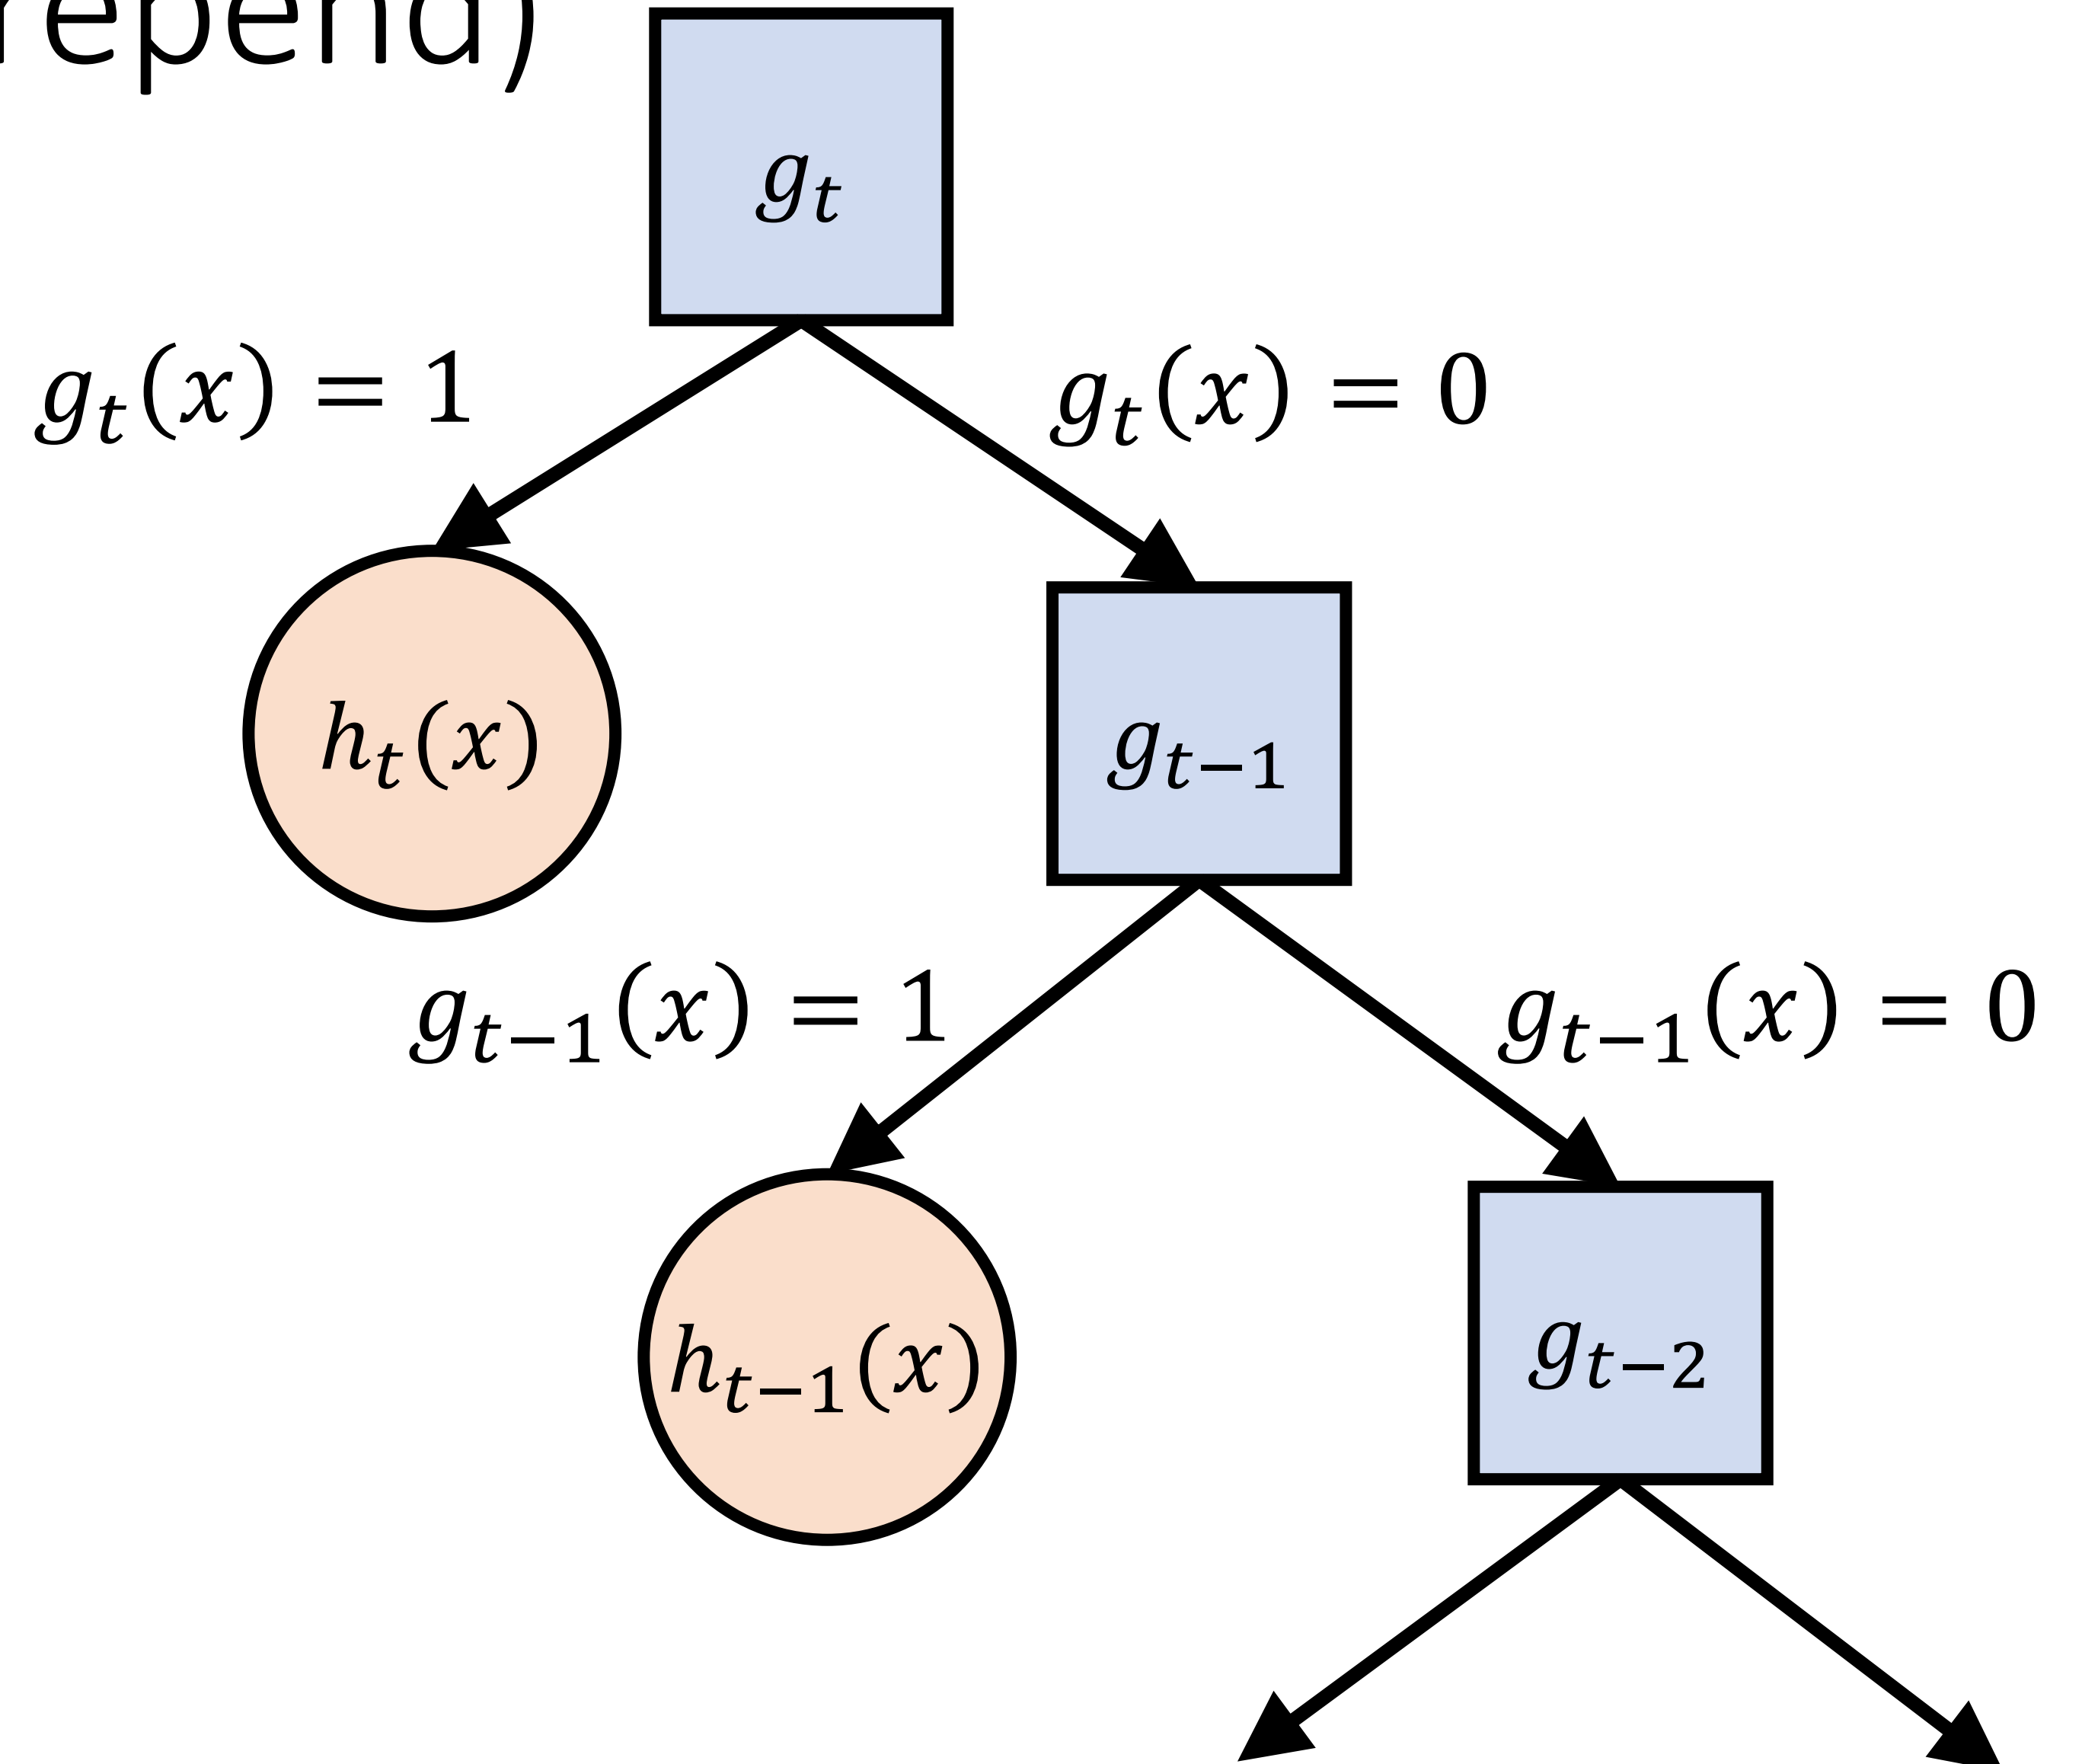 repend)
g_t
g_t(x) = 1
g_t(x) = 0
h_t(x)
g_{t−1}
g_{t−1}(x) = 1
g_{t−1}(x) = 0
h_{t−1}(x)
g_{t−2}